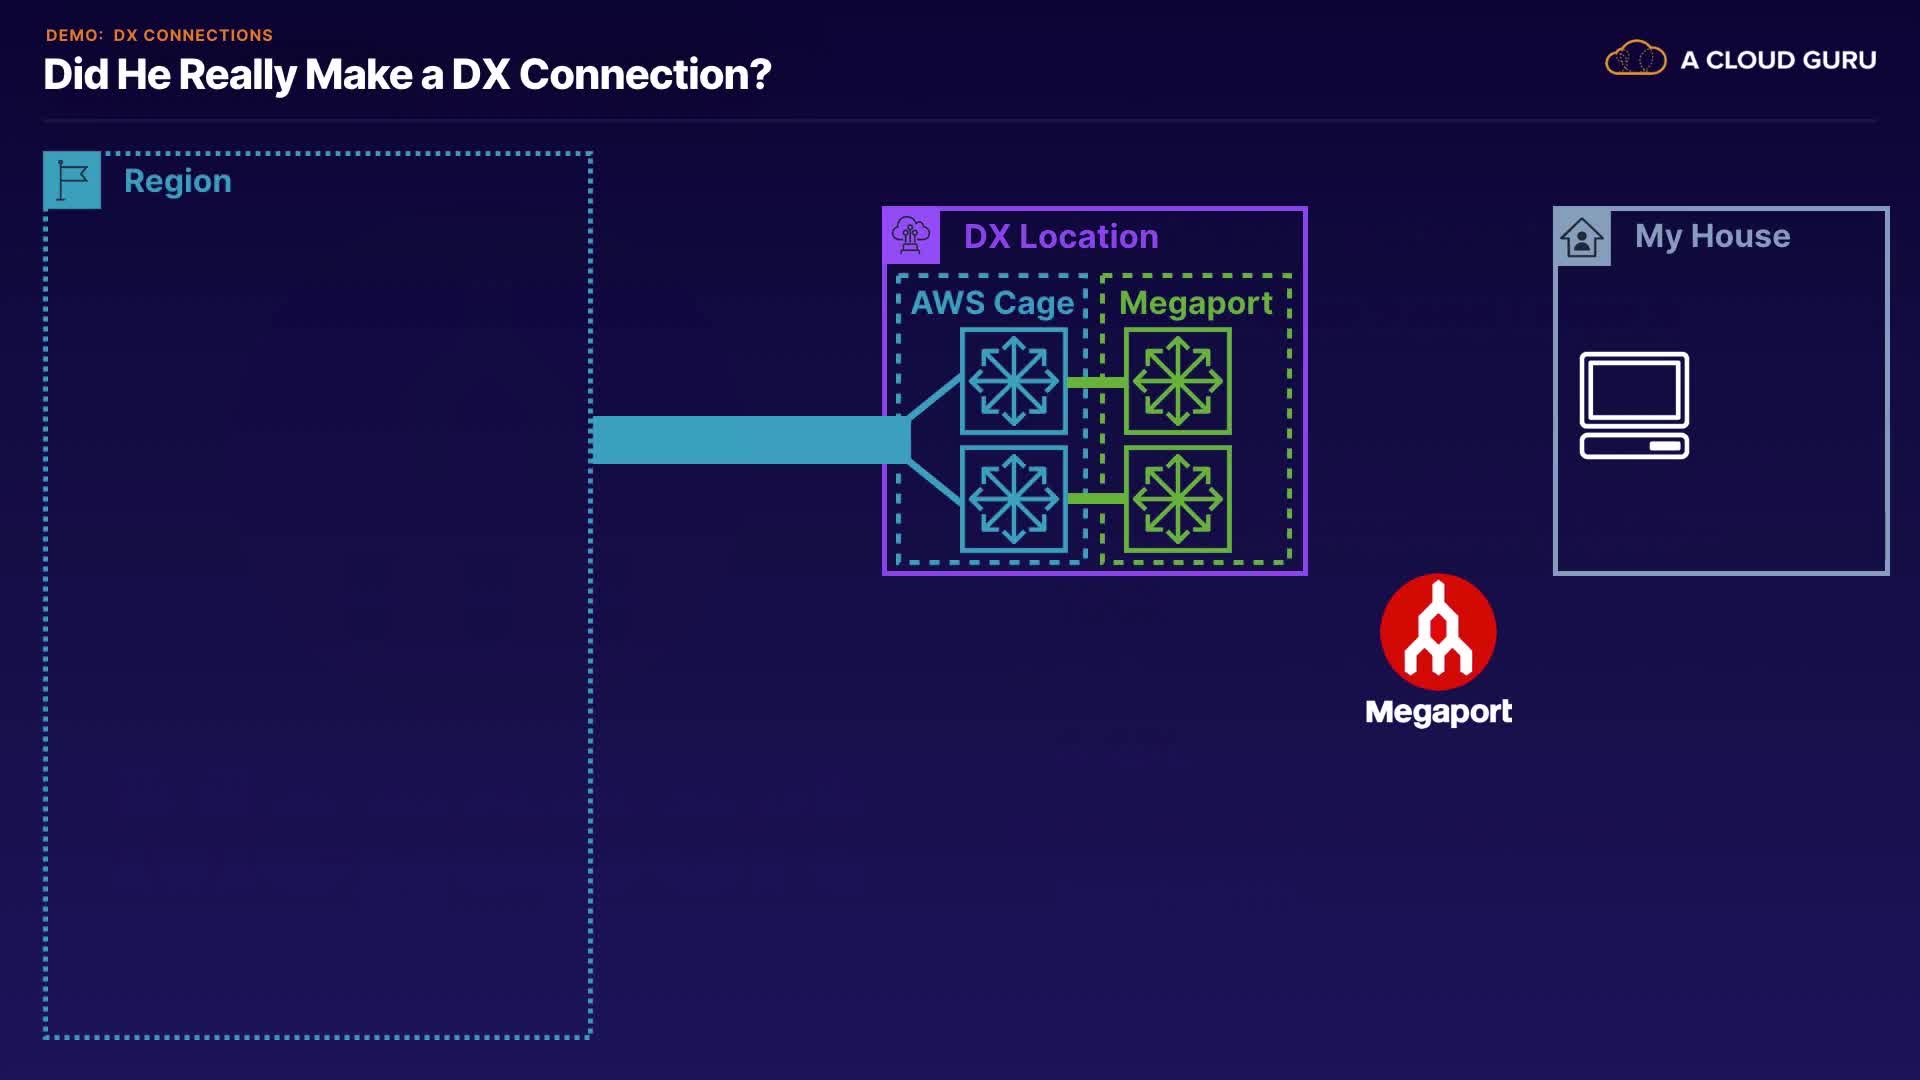 DEMO: DX CONNECTIONS
Did He Really Make a DX Connection?
A CLOUD GURU
Region
DX Location
My House
AWS Cage
Megaport
Megaport